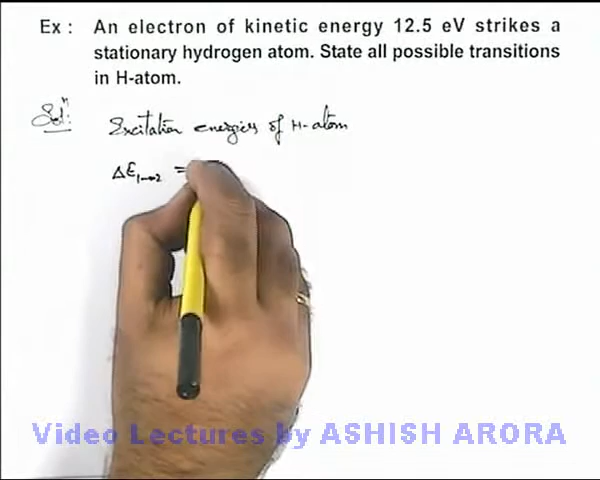 Ex : An electron of kinetic energy 12.5 eV strikes a
stationary hydrogen atom. State all possible transitions
in H-atom.
Solⁿ: Excitation energies of H-atom
ΔE₁→₂ =
Video Lectures by ASHISH ARORA